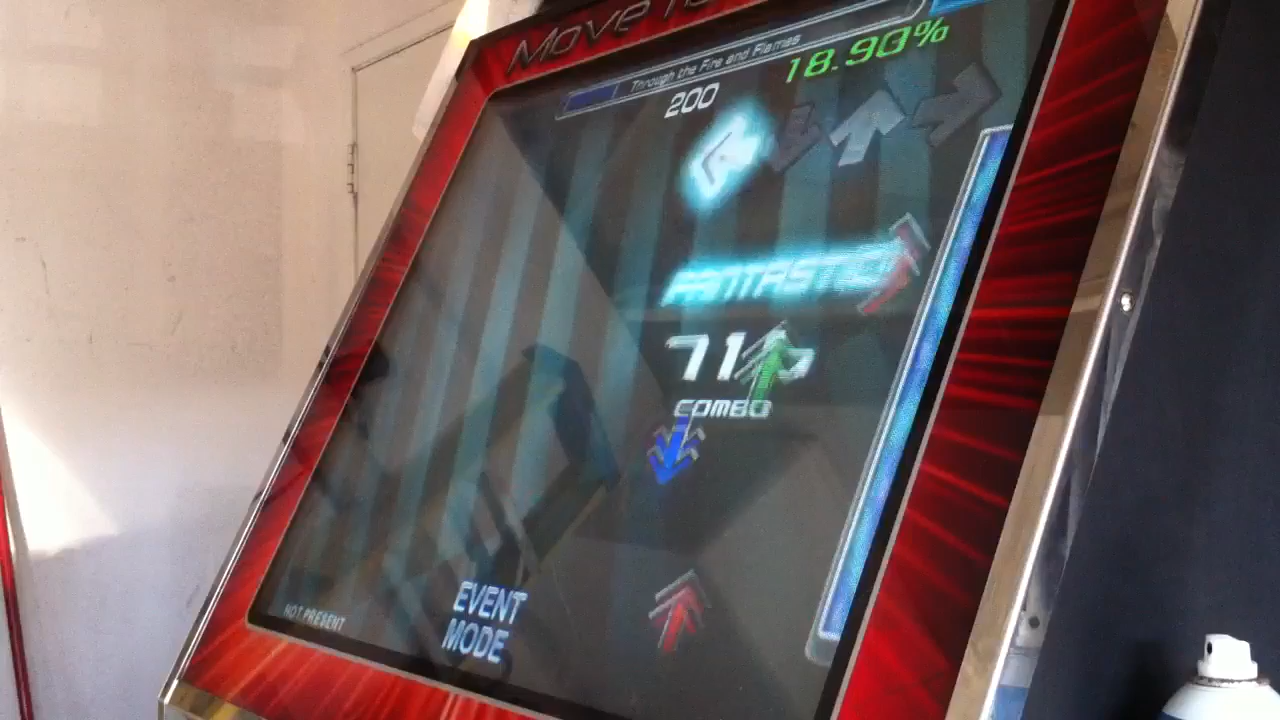 Move
Through the Fire and Flames
18.90%
200
FANTASTIC
71
COMBO
EVENT
MODE
NOT PRESENT